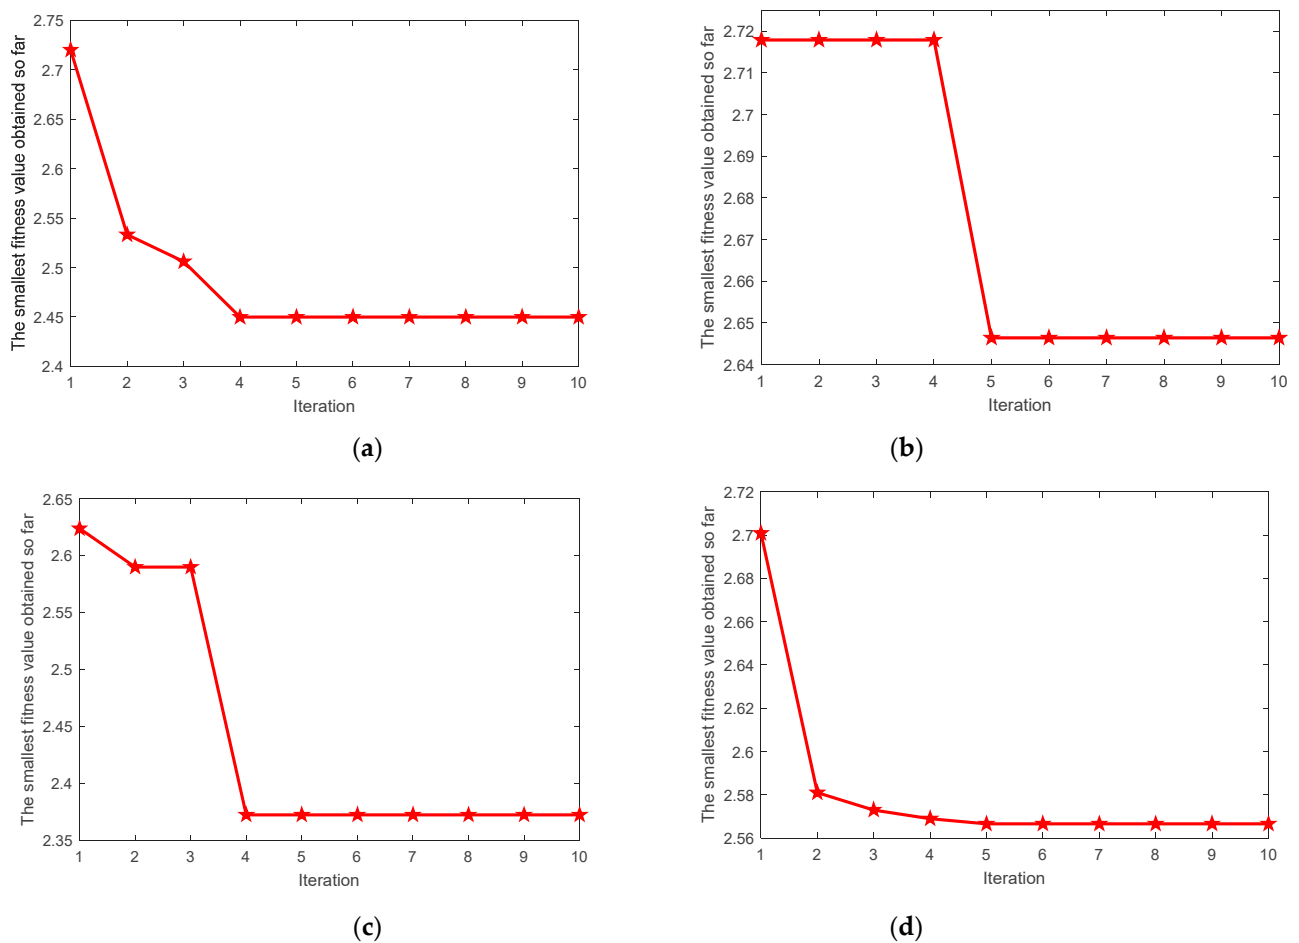 The smallest fitness value obtained so far
2.75
2.7
2.65
2.6
2.55
2.5
2.45
2.4
1 2 3 4 5 6 7 8 9 10
Iteration
(a)
The smallest fitness value obtained so far
2.72
2.71
2.7
2.69
2.68
2.67
2.66
2.65
2.64
1 2 3 4 5 6 7 8 9 10
Iteration
(b)
The smallest fitness value obtained so far
2.65
2.6
2.55
2.5
2.45
2.4
2.35
1 2 3 4 5 6 7 8 9 10
Iteration
(c)
The smallest fitness value obtained so far
2.72
2.7
2.68
2.66
2.64
2.62
2.6
2.58
2.56
1 2 3 4 5 6 7 8 9 10
Iteration
(d)